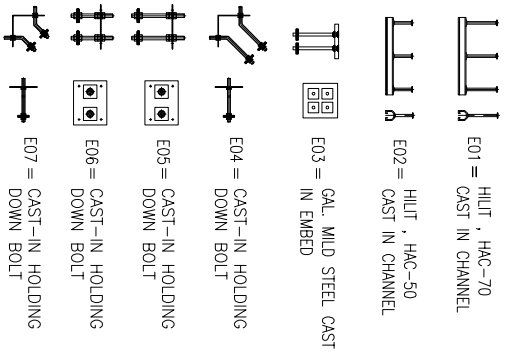 E01 = HILIT , HAC-70
CAST IN CHANNEL
E02 = HILIT , HAC-50
CAST IN CHANNEL
E03 = GAL. MILD STEEL CAST
IN EMBED
E04 = CAST-IN HOLDING
DOWN BOLT
E05 = CAST-IN HOLDING
DOWN BOLT
E06 = CAST-IN HOLDING
DOWN BOLT
E07 = CAST-IN HOLDING
DOWN BOLT